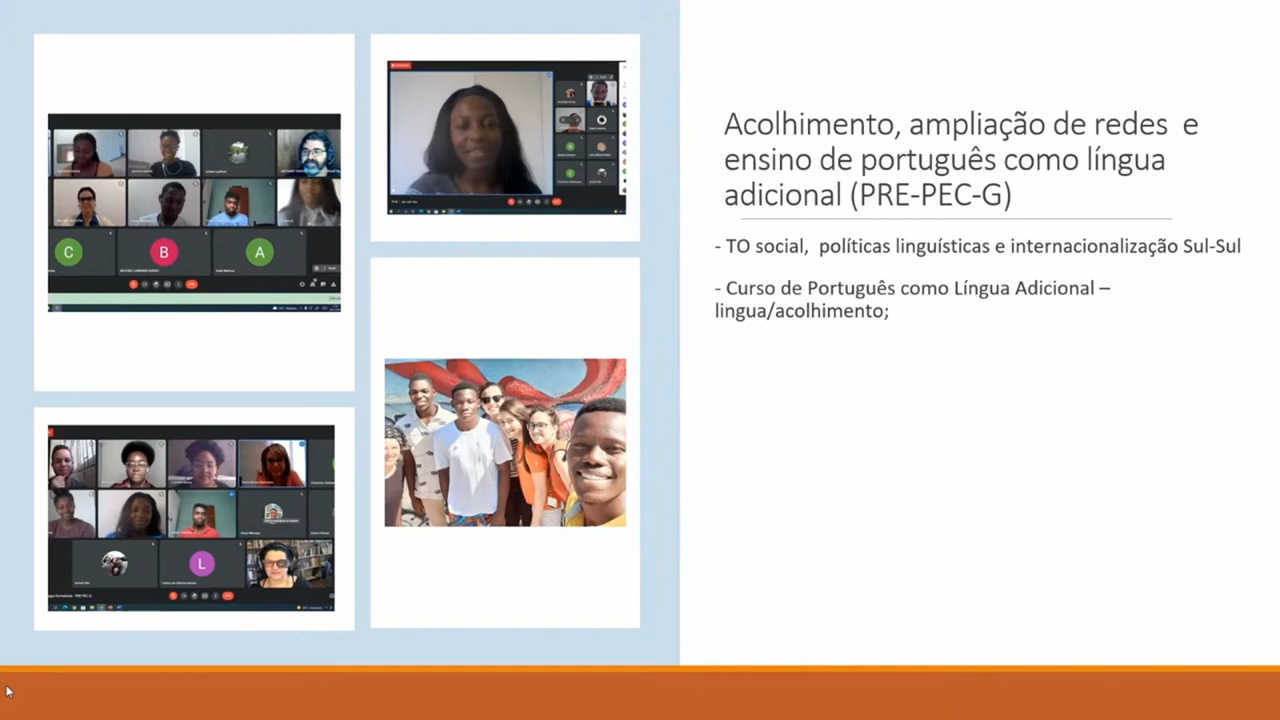 Acolhimento, ampliação de redes e
ensino de português como língua
adicional (PRE-PEC-G)
- TO social, políticas linguísticas e internacionalização Sul-Sul
- Curso de Português como Língua Adicional –
lingua/acolhimento;
C
B
A
L